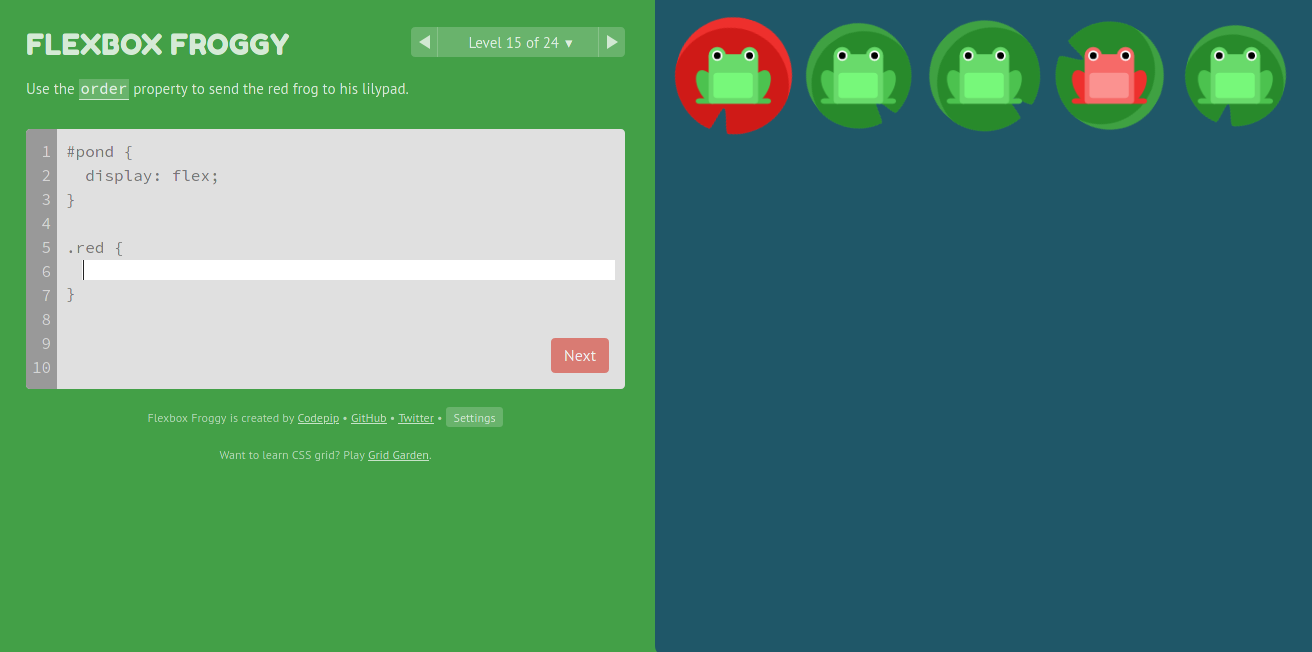 FLEXBOX FROGGY
◀ Level 15 of 24 ▾ ▶
Use the order property to send the red frog to his lilypad.
1 #pond {
2 display: flex;
3 }
4
5 .red {
6
7 }
8
9
10
Next
Flexbox Froggy is created by Codepip • GitHub • Twitter • Settings
Want to learn CSS grid? Play Grid Garden.